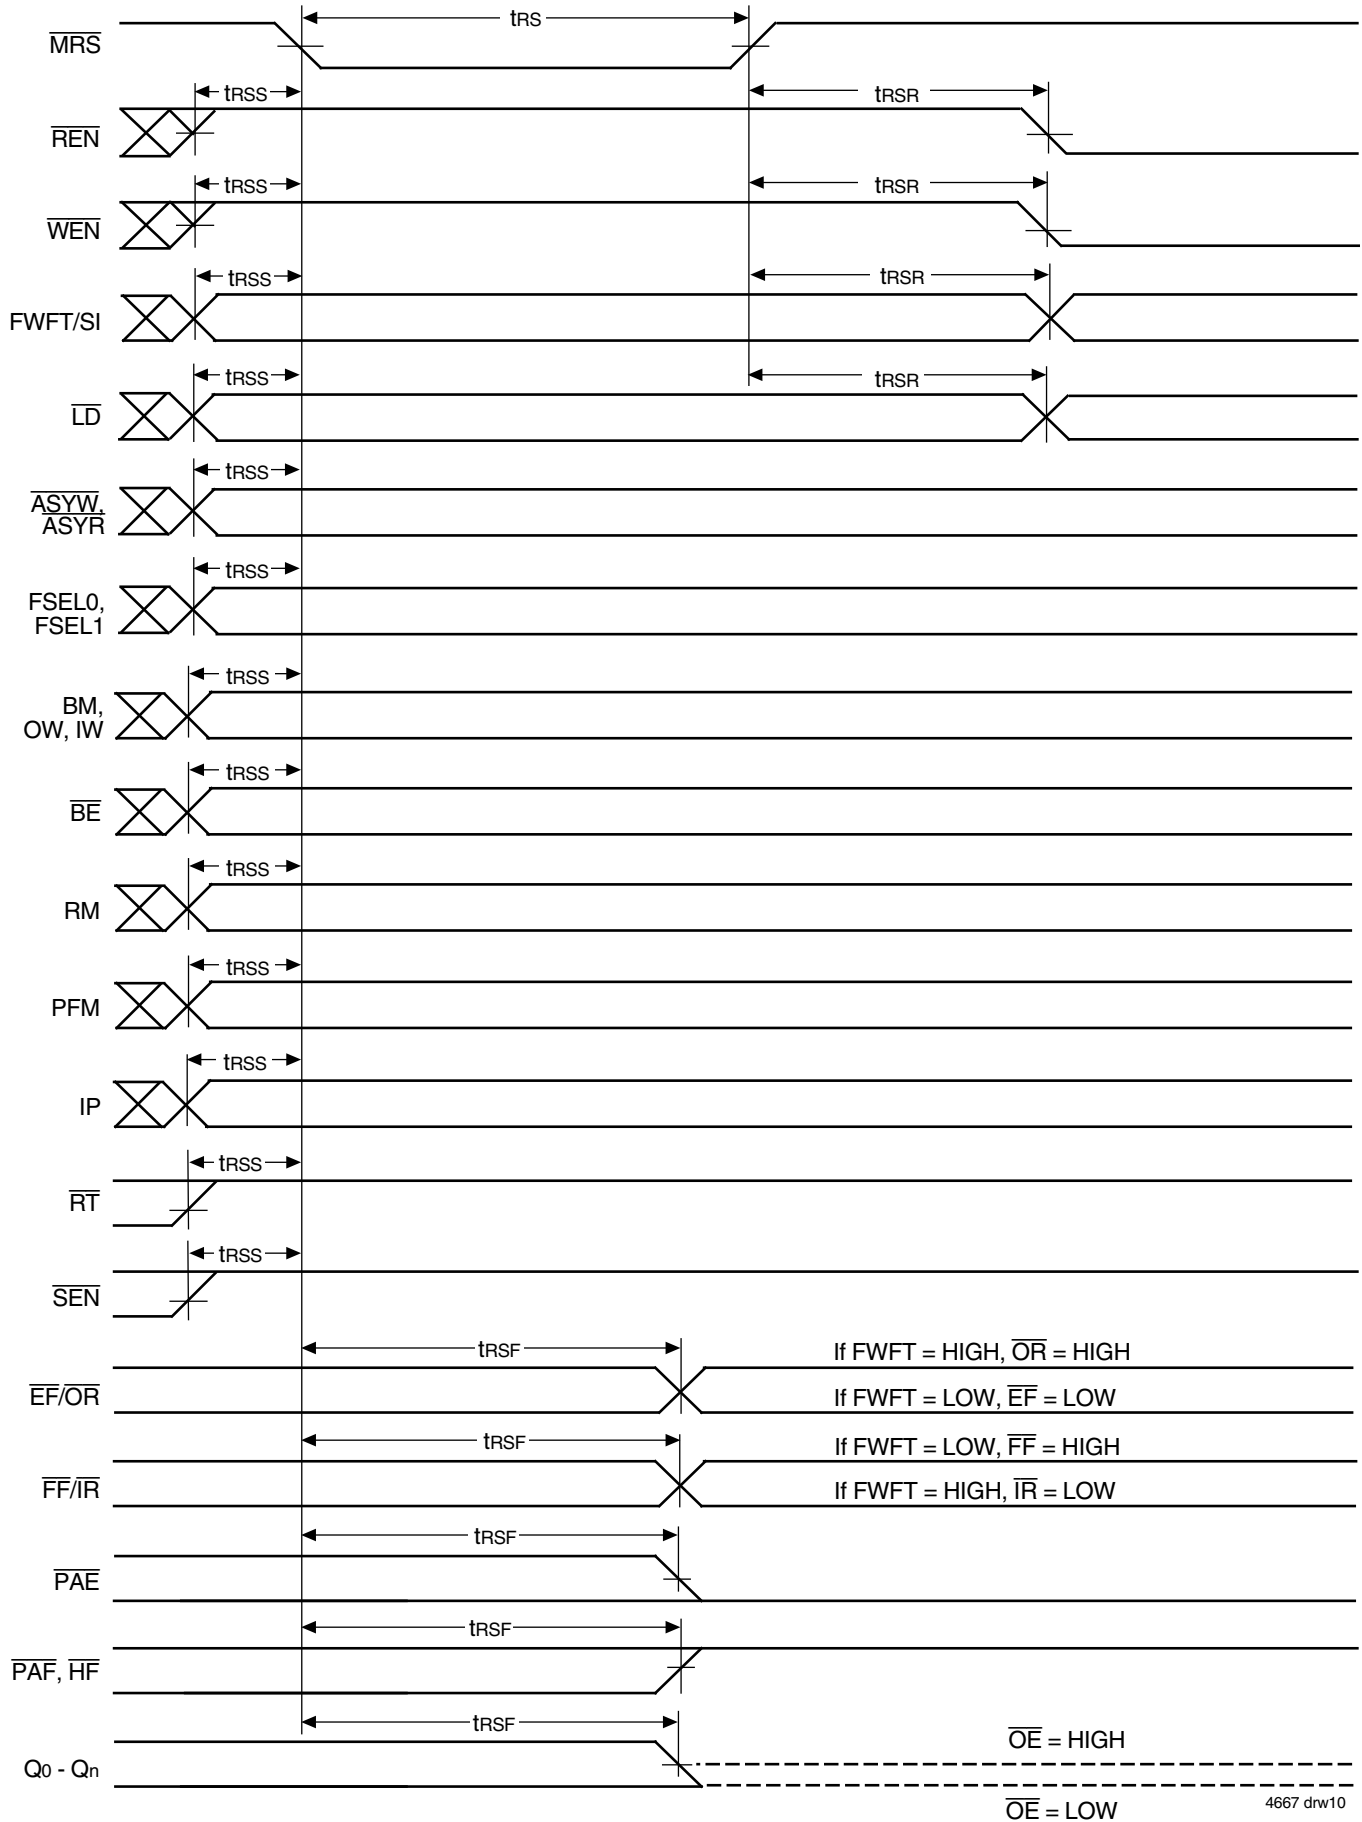 tRS
MRS
tRSS
tRSR
REN
tRSS
tRSR
WEN
tRSS
tRSR
FWFT/SI
tRSS
tRSR
LD
tRSS
ASYW,
ASYR
tRSS
FSEL0,
FSEL1
tRSS
BM,
OW, IW
tRSS
BE
tRSS
RM
tRSS
PFM
tRSS
IP
tRSS
RT
tRSS
SEN
tRSF
If FWFT = HIGH, OR = HIGH
EF/OR
If FWFT = LOW, EF = LOW
tRSF
If FWFT = LOW, FF = HIGH
FF/IR
If FWFT = HIGH, IR = LOW
tRSF
PAE
tRSF
PAF, HF
tRSF
OE = HIGH
Q0 - Qn
OE = LOW
4667 drw10